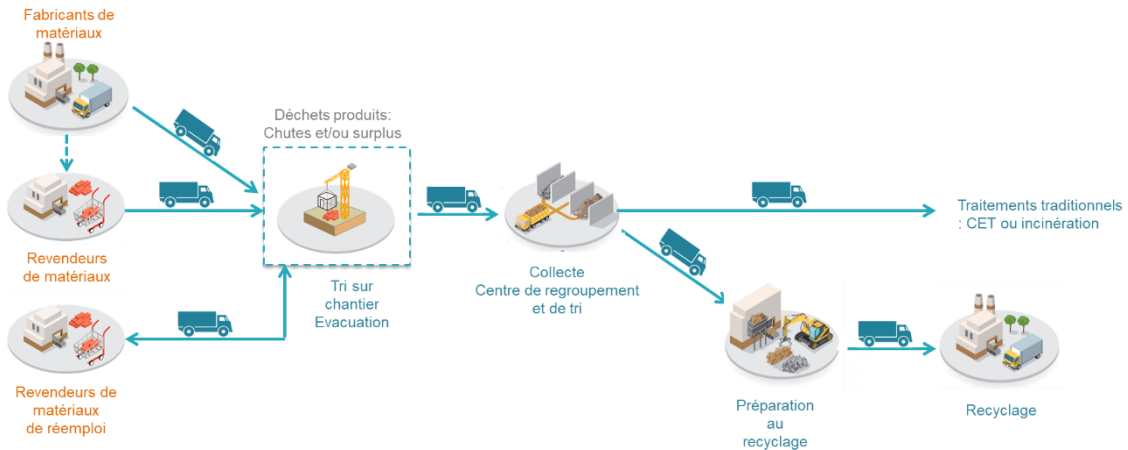 Fabricants de
matériaux
Déchets produits:
Chutes et/ou surplus
Revendeurs
de matériaux
Tri sur
chantier
Evacuation
Collecte
Centre de regroupement
et de tri
Traitements traditionnels
: CET ou incinération
Revendeurs de
matériaux
de réemploi
Préparation
au
recyclage
Recyclage